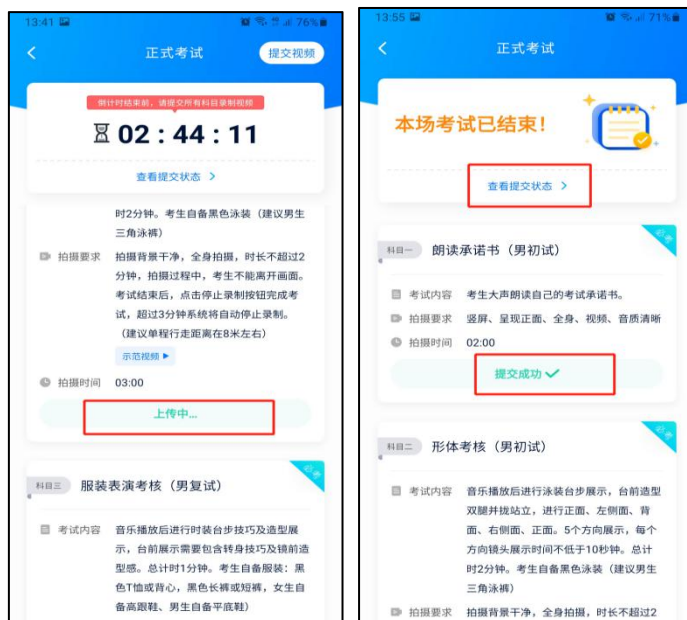 13:41
76%
正式考试
提交视频
倒计时结束前，请提交所有科目录制视频
02 : 44 : 11
查看提交状态 >
时2分钟。考生自备黑色泳装（建议男生
三角泳裤）
拍摄要求 拍摄背景干净，全身拍摄，时长不超过2
分钟，拍摄过程中，考生不能离开画面。
考试结束后，点击停止录制按钮完成考
试，超过3分钟系统将自动停止录制。
（建议单程行走距离在8米左右）
示范视频
拍摄时间 03:00
上传中...
必考
科目三 服装表演考核（男复试）
考试内容 音乐播放后进行时装台步技巧及造型展
示，台前展示需要包含转身技巧及镜前造
型感。总计时1分钟。考生自备服装：黑
色T恤或背心，黑色长裤或短裤，女生自
备高跟鞋、男生自备平底鞋）
13:55
71%
正式考试
本场考试已结束！
查看提交状态 >
必考
科目一 朗读承诺书（男初试）
考试内容 考生大声朗读自己的考试承诺书。
拍摄要求 竖屏、呈现正面、全身、视频、音质清晰
拍摄时间 02:00
提交成功
必考
科目二 形体考核（男初试）
考试内容 音乐播放后进行泳装台步展示，台前造型
双腿并拢站立，进行正面、左侧面、背
面、右侧面、正面。5个方向展示，每个
方向镜头展示时间不低于10秒钟。总计
时2分钟。考生自备黑色泳装（建议男生
三角泳裤）
拍摄要求 拍摄背景干净，全身拍摄，时长不超过2